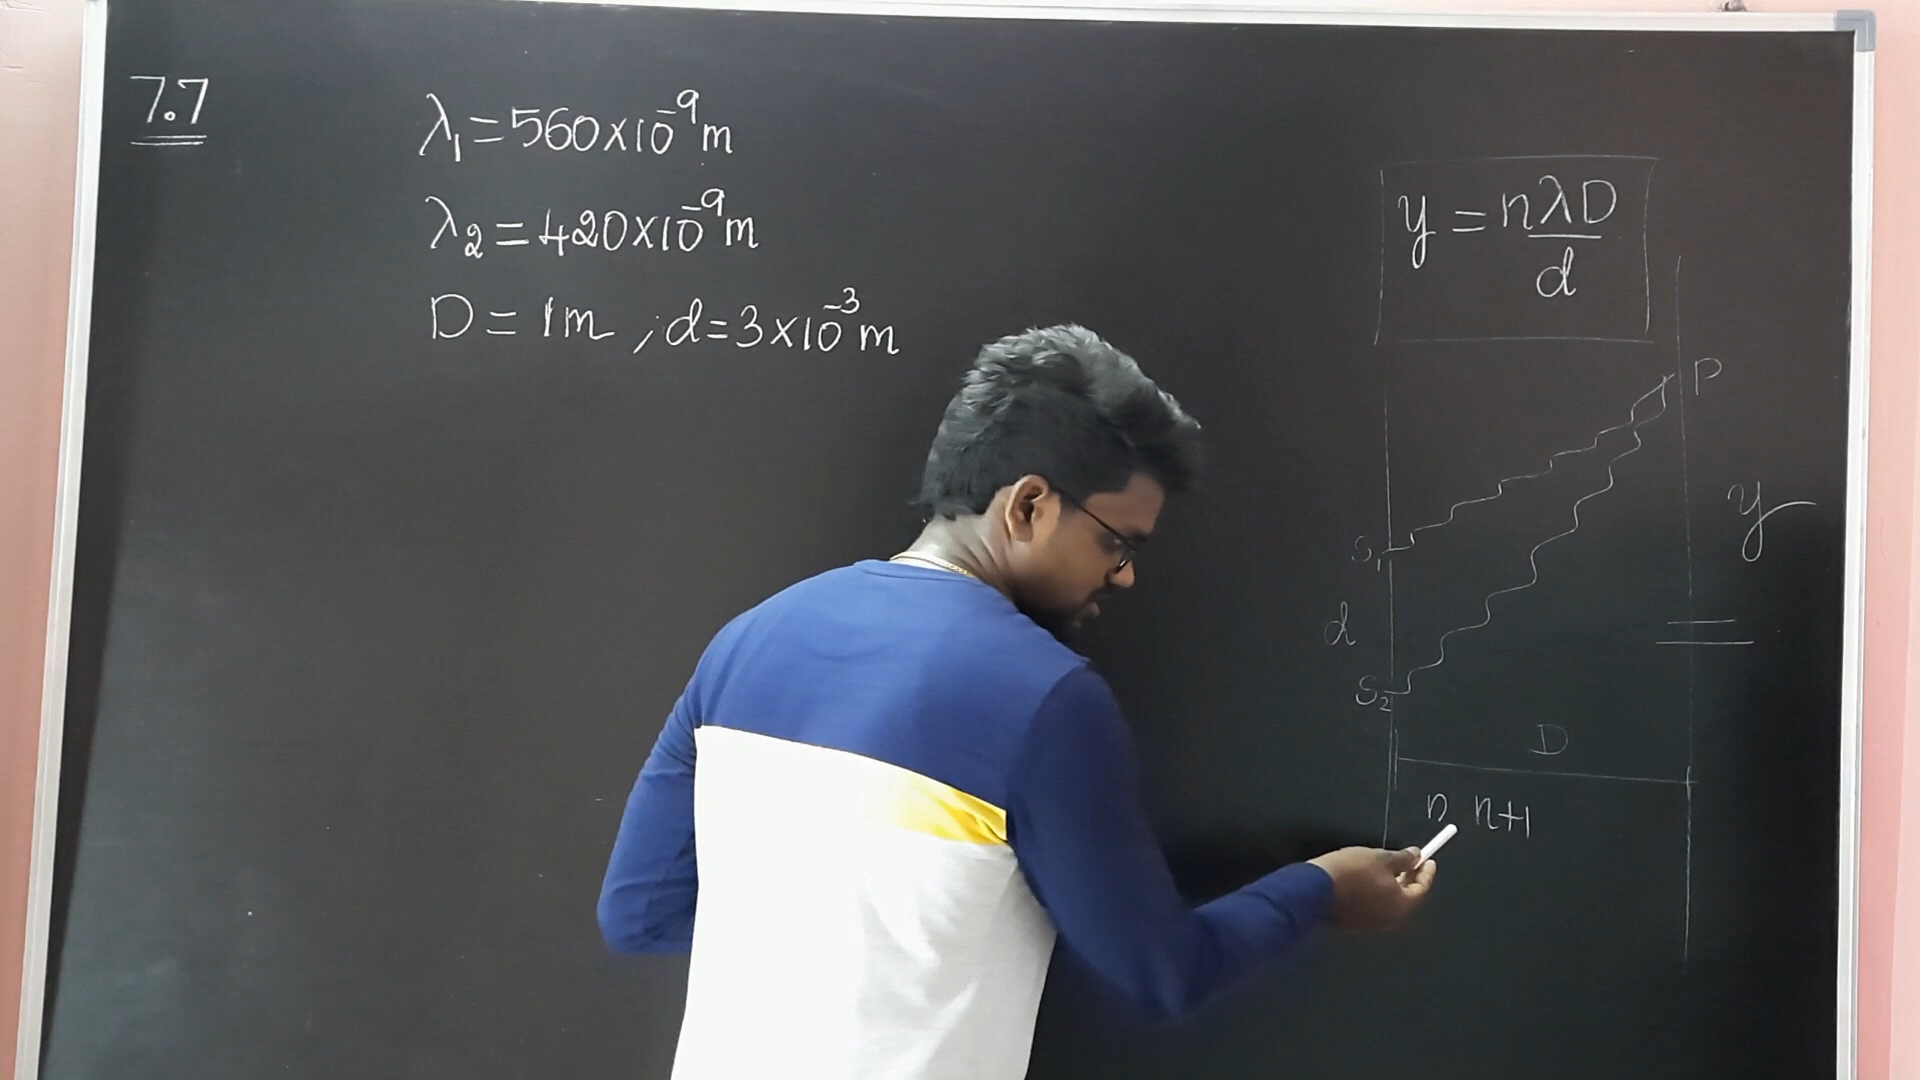 7.7
λ₁ = 560×10⁻⁹m
λ₂ = 420×10⁻⁹m
D = 1m , d = 3×10⁻³m
y = nλD/d
P
y
S₁
d
S₂
D
n, n+1